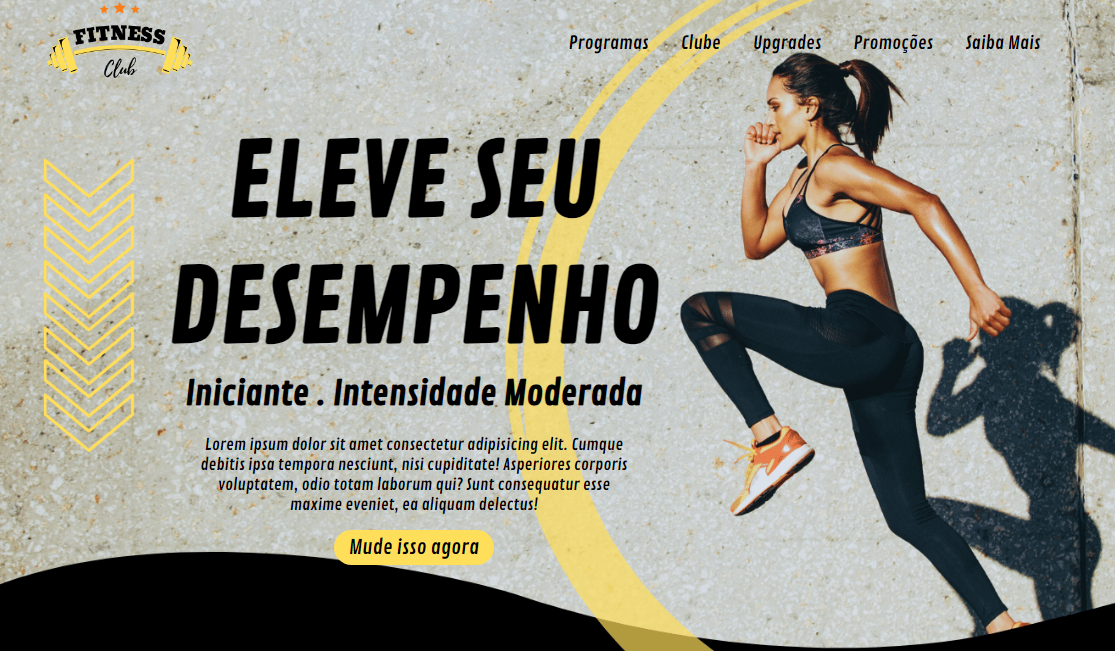 FITNESS
Club
Programas Clube Upgrades Promoções Saiba Mais
ELEVE SEU
DESEMPENHO
Iniciante . Intensidade Moderada
Lorem ipsum dolor sit amet consectetur adipisicing elit. Cumque
debitis ipsa tempora nesciunt, nisi cupiditate! Asperiores corporis
voluptatem, odio totam laborum qui? Sunt consequatur esse
maxime eveniet, ea aliquam delectus!
Mude isso agora